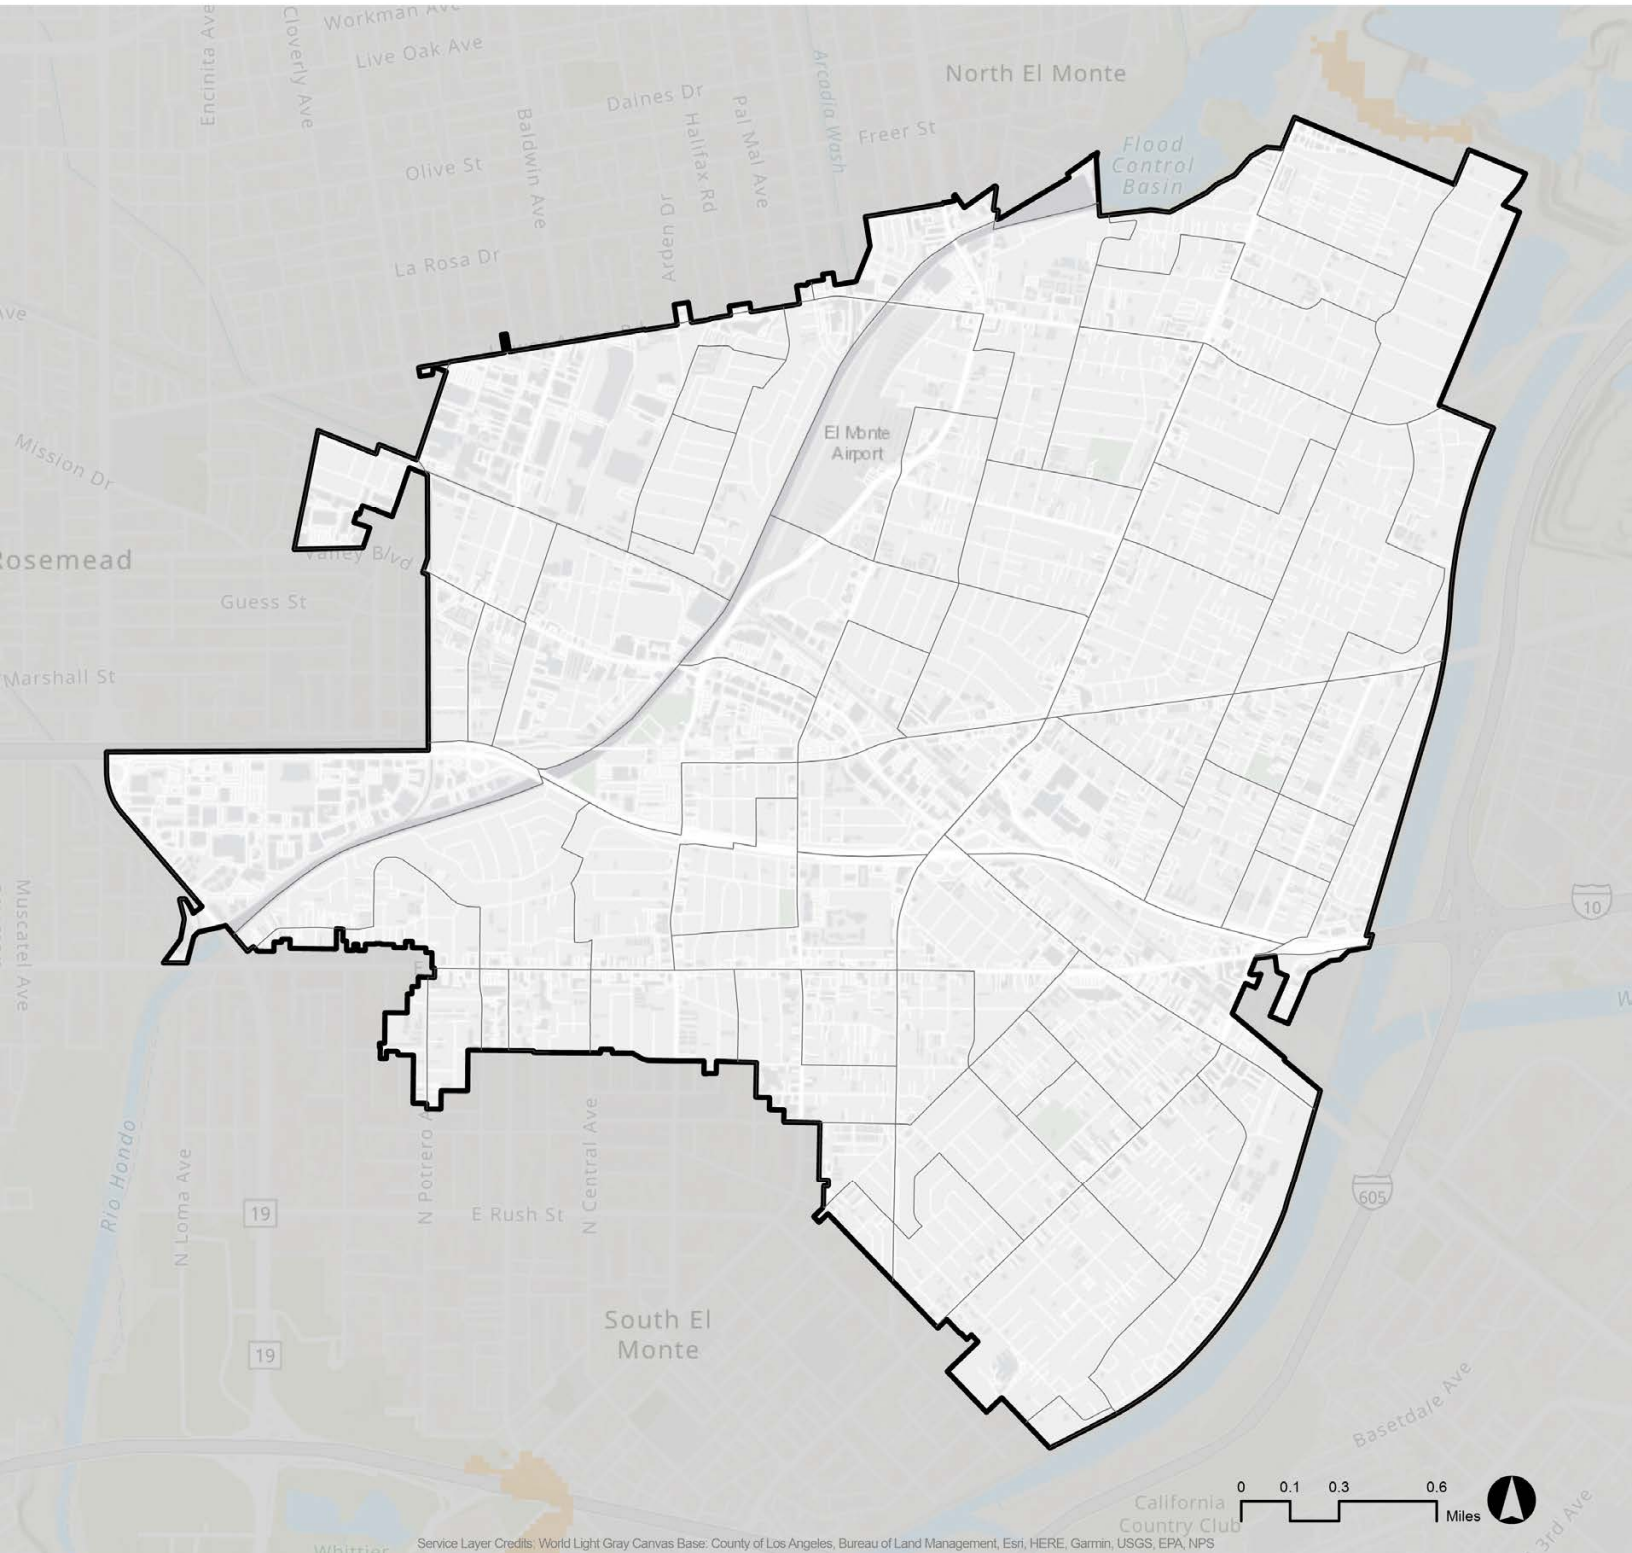 Workman Ave
Encinita Ave
Cloverly Ave
Live Oak Ave
North El Monte
Daines Dr
Pal Mal Ave
Halifax Rd
Arcadia Wash
Freer St
Baldwin Ave
Flood
Control
Basin
Olive St
Arden Dr
La Rosa Dr
El Monte
Airport
Mission Dr
Rosemead
Valley Blvd
Guess St
Marshall St
Muscatel Ave
10
Rio Hondo
N Loma Ave
19
N Potrero A
E Rush St
N Central Ave
605
19
South El
Monte
Basetdale Ave
0 0.1 0.3 0.6
Miles
California
Country Club
3rd Ave
Whittier
Service Layer Credits: World Light Gray Canvas Base: County of Los Angeles, Bureau of Land Management, Esri, HERE, Garmin, USGS, EPA, NPS